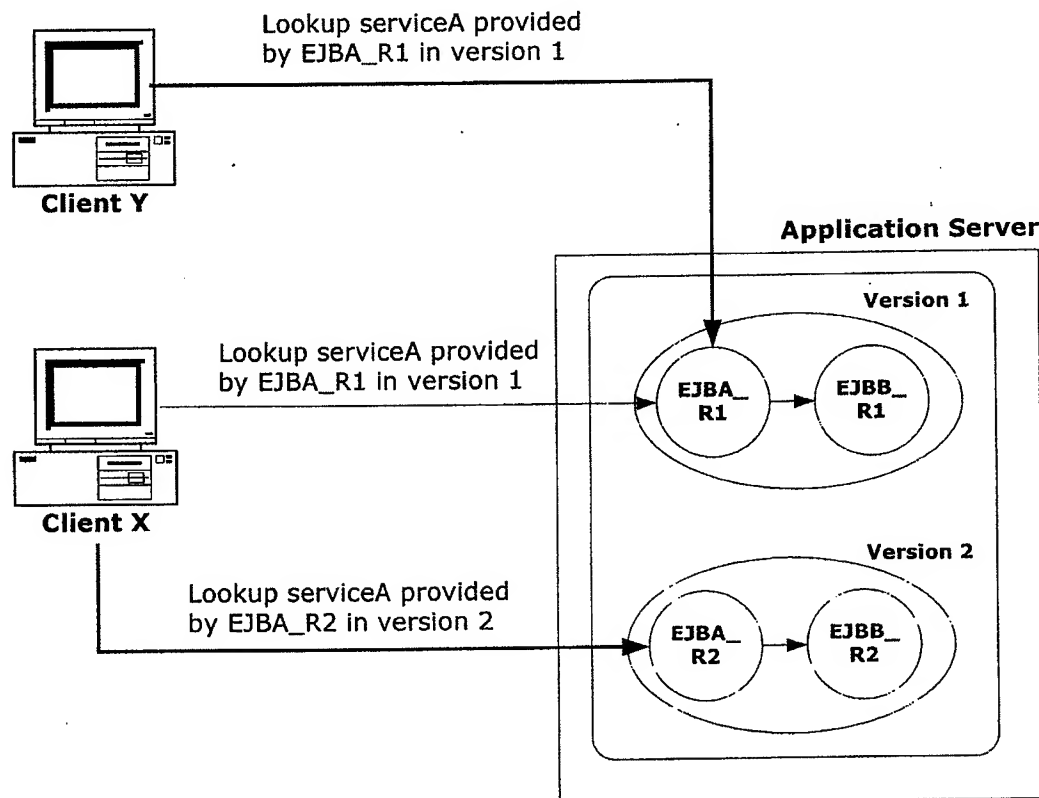 Lookup serviceA provided
by EJBA_R1 in version 1
Client Y
Application Server
Version 1
Lookup serviceA provided
by EJBA_R1 in version 1
EJBA_
R1
EJBB_
R1
Client X
Version 2
Lookup serviceA provided
by EJBA_R2 in version 2
EJBA_
R2
EJBB_
R2